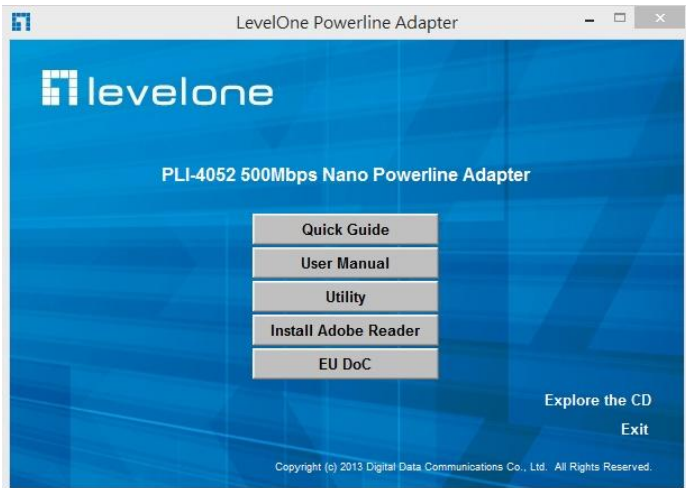 LevelOne Powerline Adapter
levelone
PLI-4052 500Mbps Nano Powerline Adapter
Quick Guide
User Manual
Utility
Install Adobe Reader
EU DoC
Explore the CD
Exit
Copyright (c) 2013 Digital Data Communications Co., Ltd. All Rights Reserved.